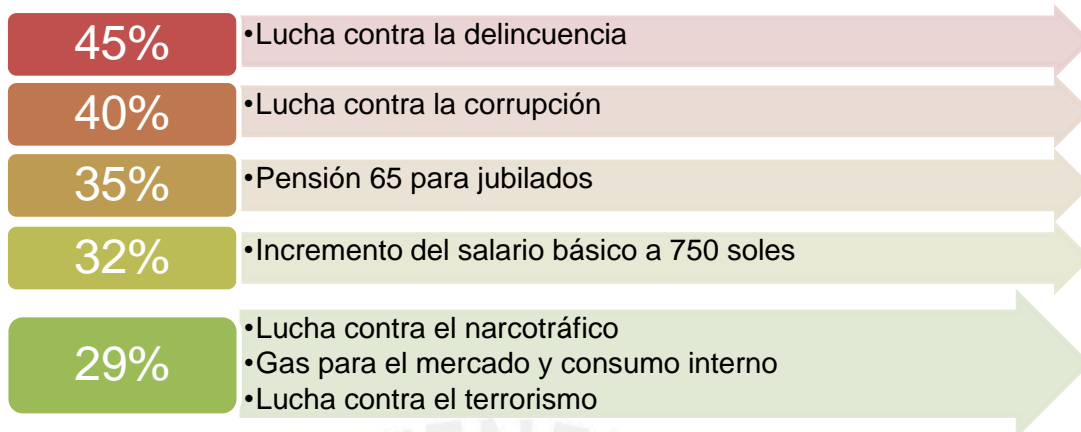 45%
•Lucha contra la delincuencia
40%
•Lucha contra la corrupción
35%
•Pensión 65 para jubilados
32%
•Incremento del salario básico a 750 soles
29%
•Lucha contra el narcotráfico
•Gas para el mercado y consumo interno
•Lucha contra el terrorismo